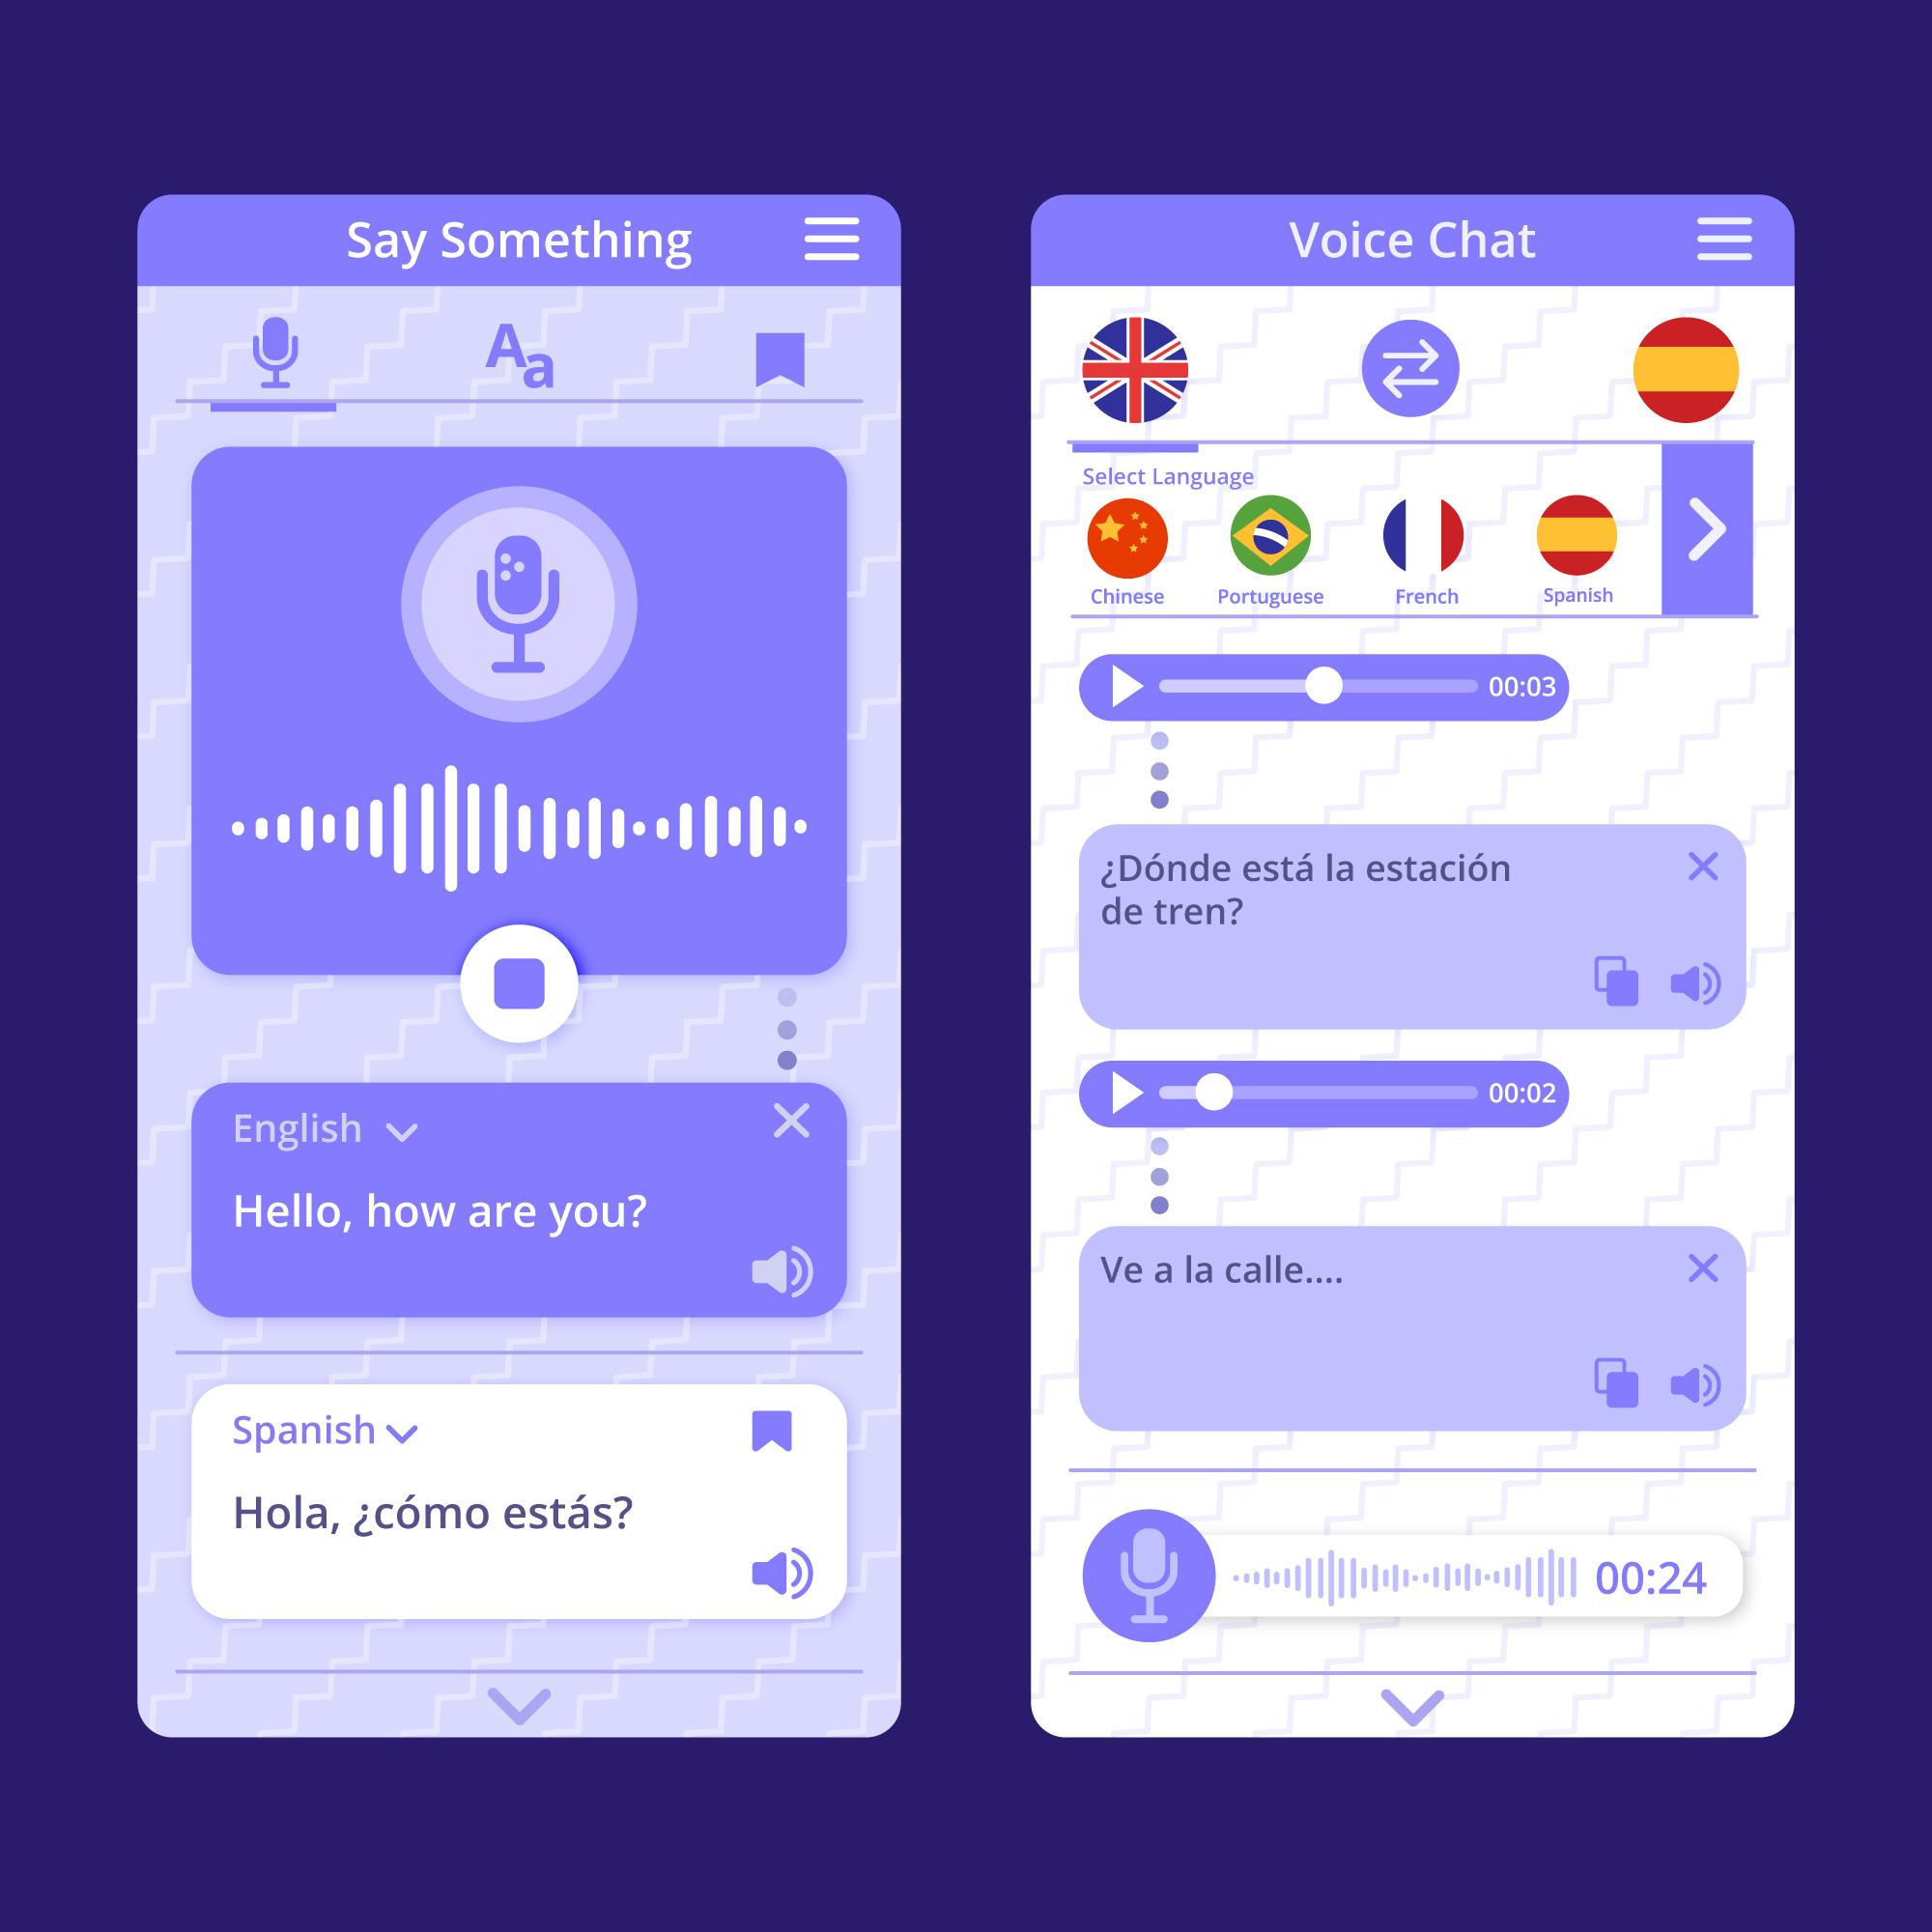 Say Something
Aa
English
Hello, how are you?
Spanish
Hola, ¿cómo estás?
Voice Chat
Select Language
Chinese Portuguese French Spanish
00:03
¿Dónde está la estación
de tren?
00:02
Ve a la calle....
00:24